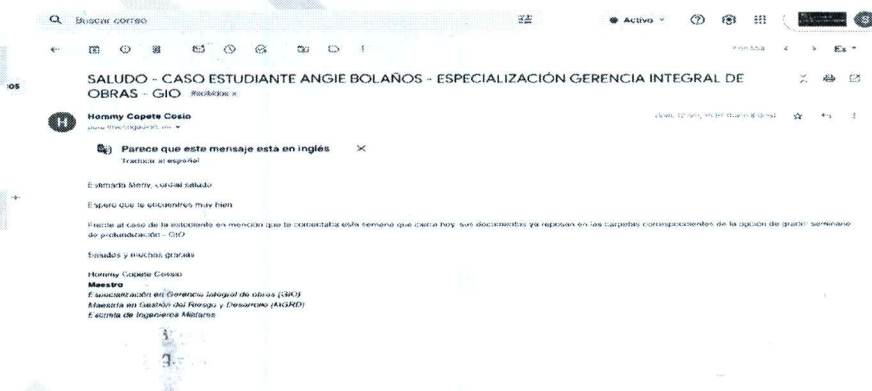 Buscar correo
Activo
SALUDO - CASO ESTUDIANTE ANGIE BOLAÑOS - ESPECIALIZACIÓN GERENCIA INTEGRAL DE
OBRAS - GIO Recibidos ×
H
Hommy Copete Cosio
para
Parece que este mensaje está en inglés
Traducir al español
Estimada Meny, cordial saludo
Espero que te encuentres muy bien
Frente al caso de la estudiante en mención que te comentaba esta semana que cierra hoy, sus documentos ya reposan en las carpetas correspondientes de la opción de grado: seminario
de profundización - GIO
Saludos y muchas gracias
Hommy Copete Cossio
Maestro
Especialización en Gerencia Integral de obras (GIO)
Maestría en Gestión del Riesgo y Desarrollo (MGRD)
Escuela de Ingenieros Militares